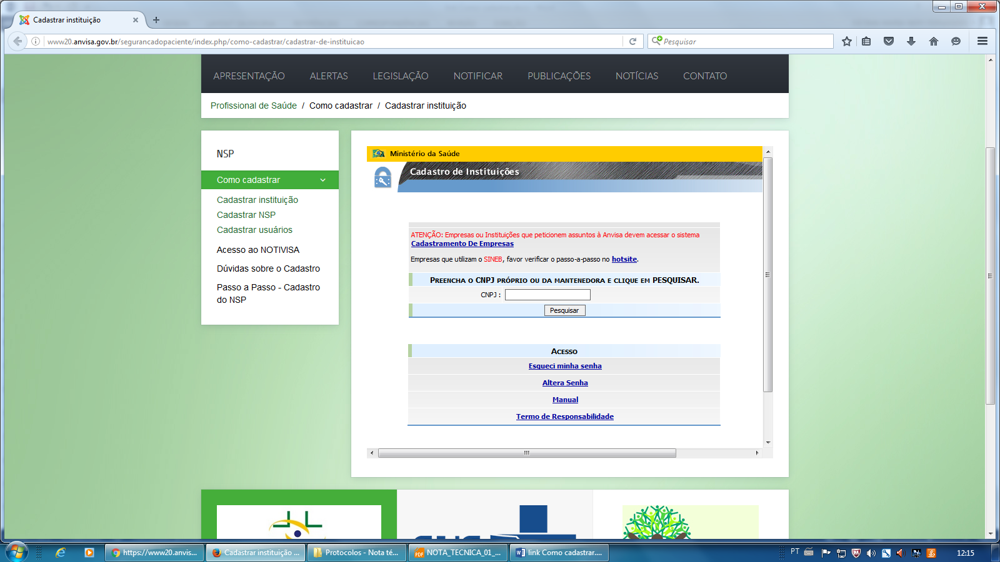 Cadastrar instituição
www20.anvisa.gov.br/segurancadopaciente/index.php/como-cadastrar/cadastrar-de-instituicao
Pesquisar
APRESENTAÇÃO ALERTAS LEGISLAÇÃO NOTIFICAR PUBLICAÇÕES NOTÍCIAS CONTATO
Profissional de Saúde / Como cadastrar / Cadastrar instituição
NSP
Como cadastrar
Cadastrar instituição
Cadastrar NSP
Cadastrar usuários
Acesso ao NOTIVISA
Dúvidas sobre o Cadastro
Passo a Passo - Cadastro
do NSP
Ministério da Saúde
Cadastro de Instituições
ATENÇÃO: Empresas ou Instituições que peticionem assuntos à Anvisa devem acessar o sistema
Cadastramento De Empresas
Empresas que utilizam o SINEB, favor verificar o passo-a-passo no hotsite.
PREENCHA O CNPJ PRÓPRIO OU DA MANTENEDORA E CLIQUE EM PESQUISAR.
CNPJ :
Pesquisar
ACESSO
Esqueci minha senha
Altera Senha
Manual
Termo de Responsabilidade
https://www20.anvis...
Cadastrar instituição ...
Protocolos - Nota té...
NOTA_TECNICA_01_...
link Como cadastrar....
PT
12:15